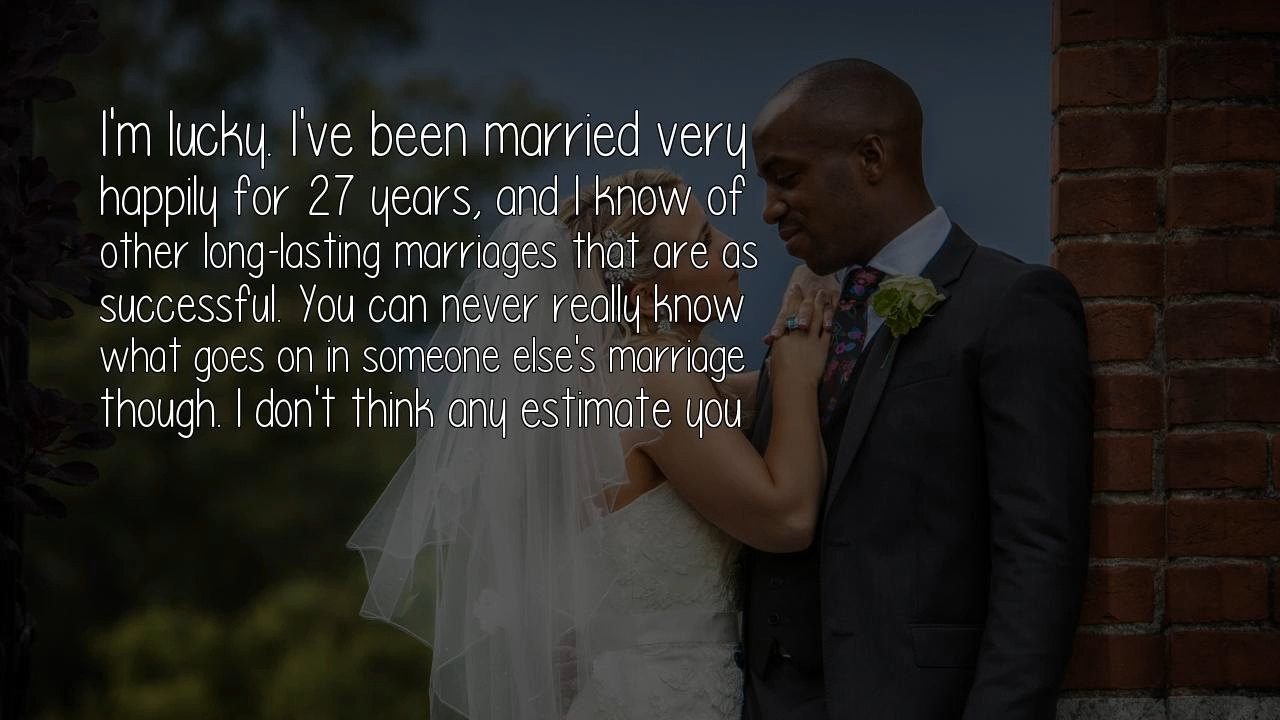 I'm lucky. I've been married very
happily for 27 years, and I know of
other long-lasting marriages that are as
successful. You can never really know
what goes on in someone else's marriage
though. I don't think any estimate you